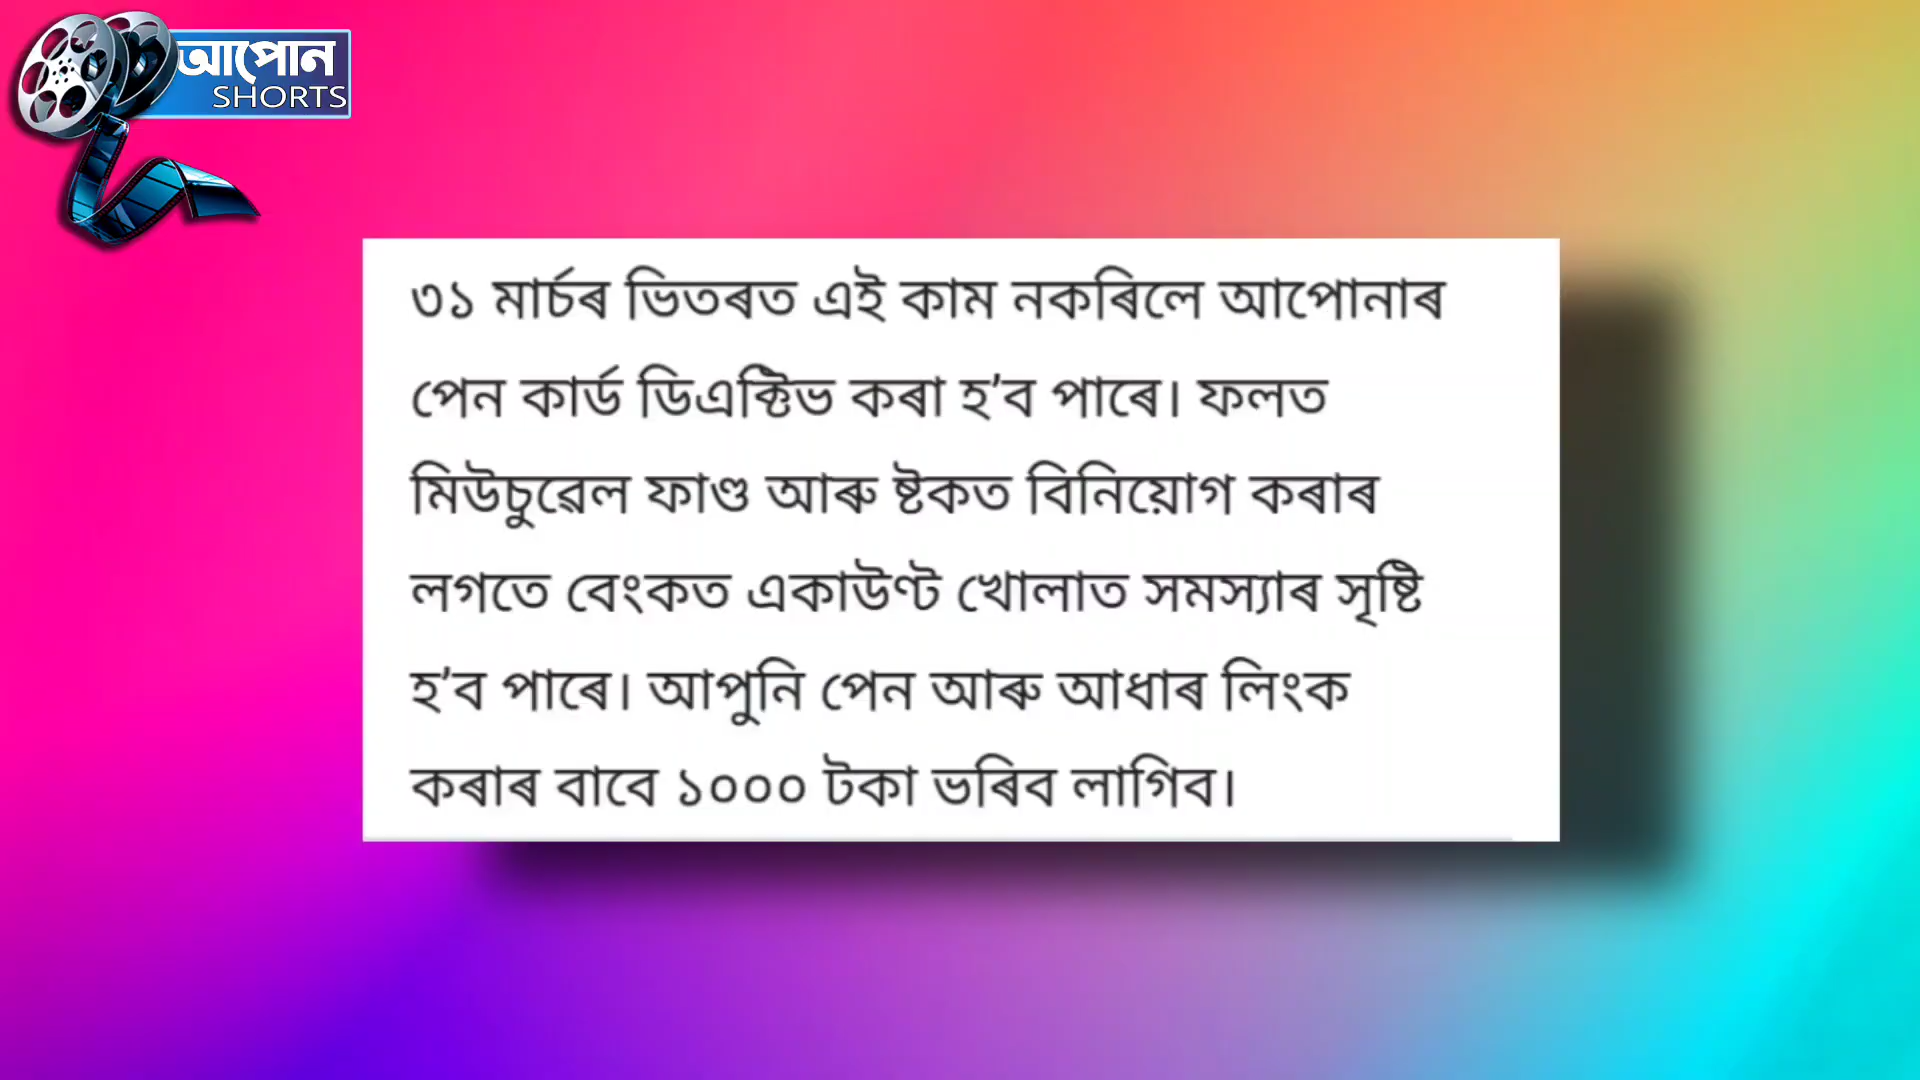 আপোন
SHORTS
৩১ মাৰ্চৰ ভিতৰত এই কাম নকৰিলে আপোনাৰ
পেন কাৰ্ড ডিএক্টিভ কৰা হ’ব পাৰে। ফলত
মিউচুৱেল ফাণ্ড আৰু ষ্টকত বিনিয়োগ কৰাৰ
লগতে বেংকত একাউণ্ট খোলাত সমস্যাৰ সৃষ্টি
হ’ব পাৰে। আপুনি পেন আৰু আধাৰ লিংক
কৰাৰ বাবে ১০০০ টকা ভৰিব লাগিব।